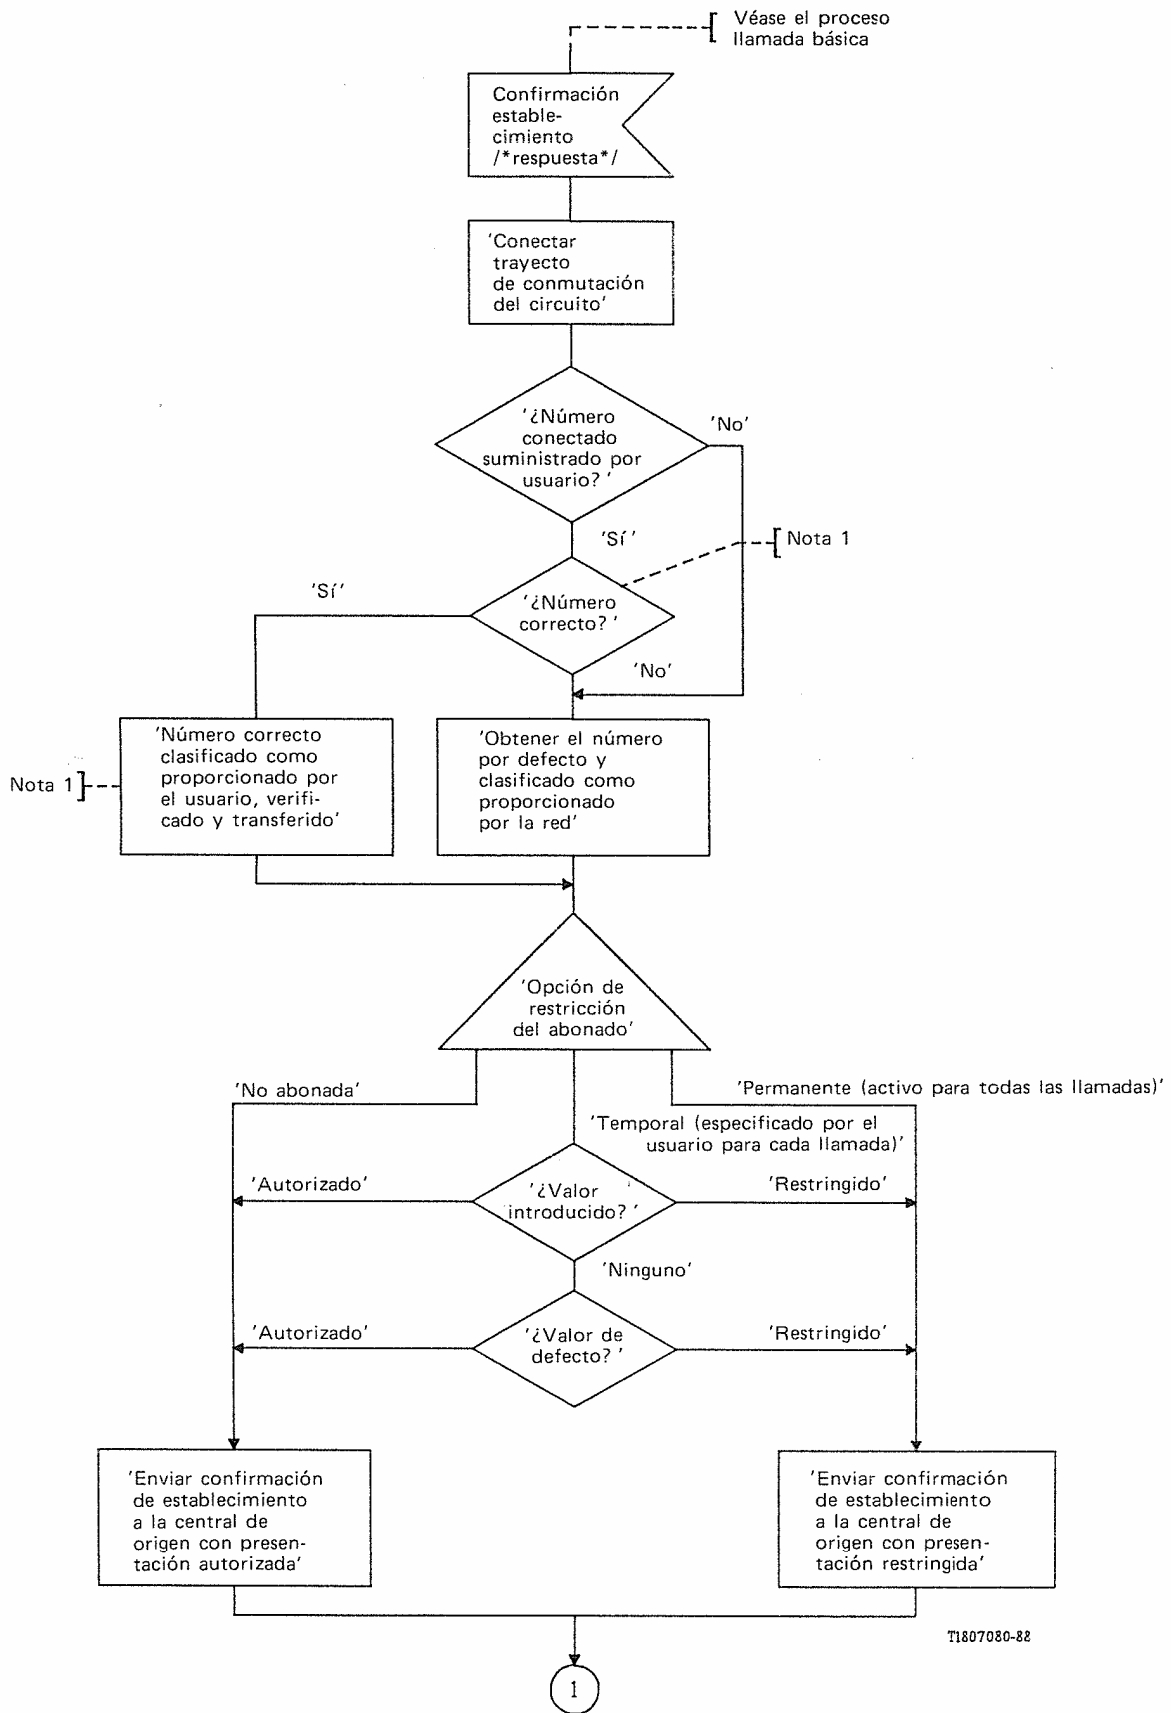 Véase el proceso
llamada básica
Confirmación
estable-
cimiento
/*respuesta*/
'Conectar
trayecto
de conmutación
del circuito'
'¿Número
conectado
suministrado por
usuario?'
'No'
'Sí'
Nota 1
'Sí'
'¿Número
correcto?'
'No'
'Número correcto
clasificado como
proporcionado por
el usuario, verifi-
cado y transferido'
Nota 1
'Obtener el número
por defecto y
clasificado como
proporcionado
por la red'
'Opción de
restricción
del abonado'
'No abonada'
'Permanente (activo para todas las llamadas)'
'Temporal (especificado por el
usuario para cada llamada)'
'Autorizado'
'¿Valor
introducido?'
'Restringido'
'Ninguno'
'Autorizado'
'¿Valor de
defecto?'
'Restringido'
'Enviar confirmación
de establecimiento
a la central de
origen con presen-
tación autorizada'
'Enviar confirmación
de establecimiento
a la central de
origen con presen-
tación restringida'
T1807080-88
1